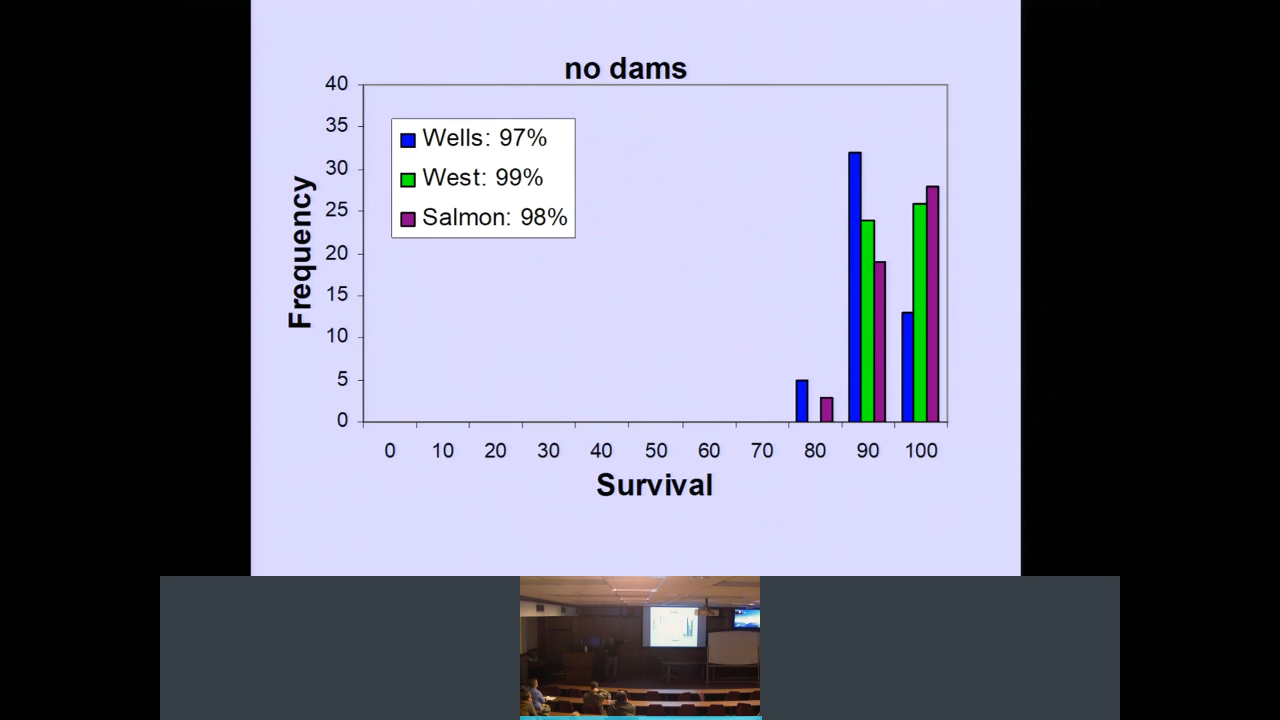 no dams
40
35
30
25
20
15
10
5
0
Frequency
Wells: 97%
West: 99%
Salmon: 98%
0 10 20 30 40 50 60 70 80 90 100
Survival